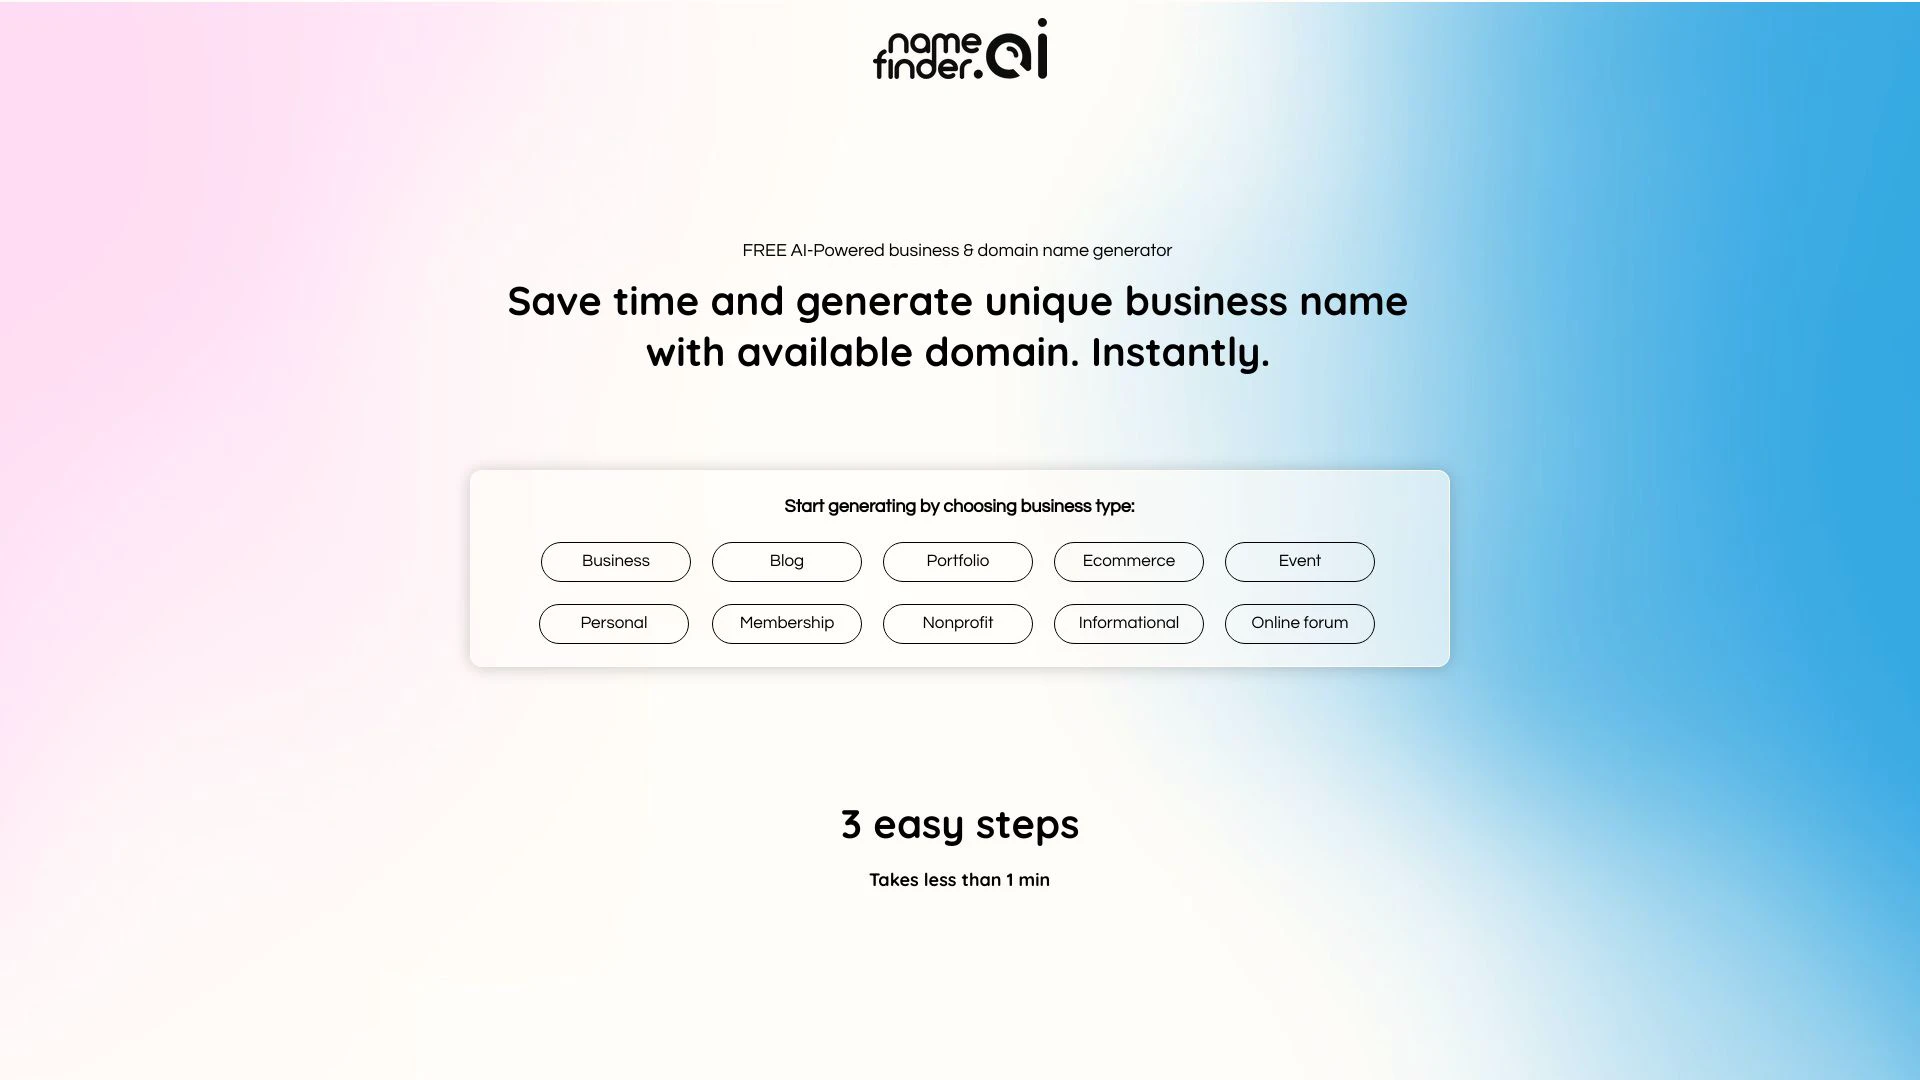 name
finder.ai
FREE AI-Powered business & domain name generator
Save time and generate unique business name
with available domain. Instantly.
Start generating by choosing business type:
Business Blog Portfolio Ecommerce Event
Personal Membership Nonprofit Informational Online forum
3 easy steps
Takes less than 1 min